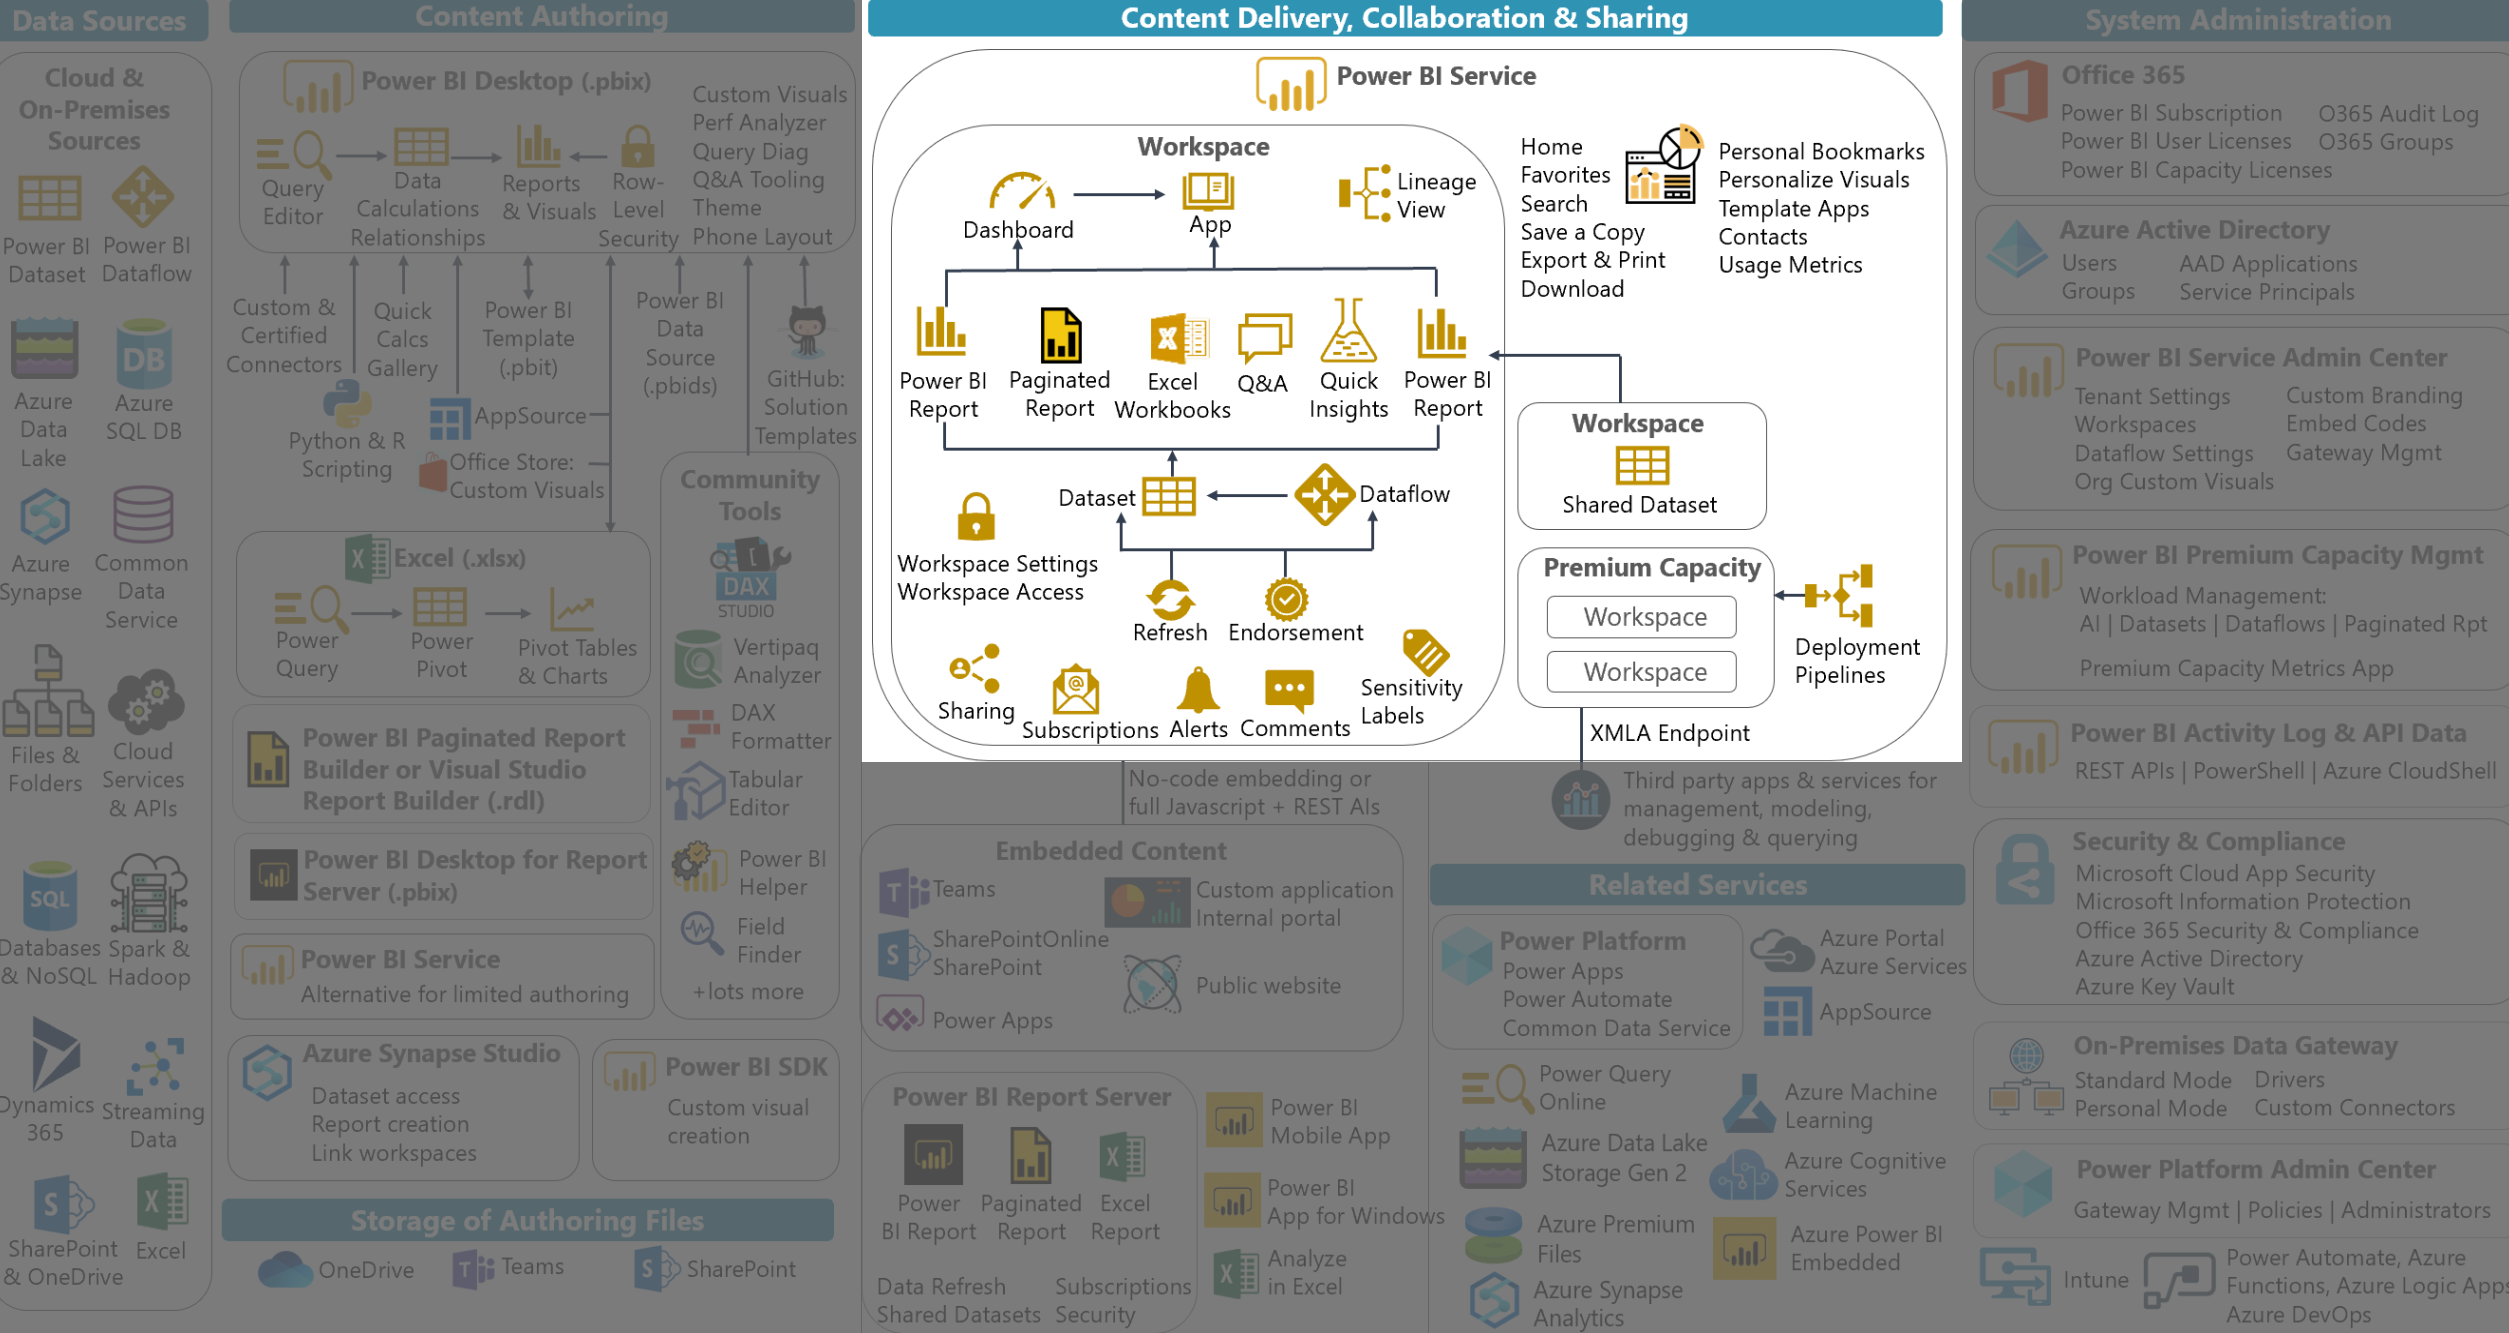 Data Sources
Cloud &
On-Premises
Sources
Power BI
Dataset
Power BI
Dataflow
Azure
Data
Lake
DB
Azure
SQL DB
Azure
Synapse
Common
Data
Service
Files &
Folders
Cloud
Services
& APIs
SQL
Databases
& NoSQL
Spark &
Hadoop
Dynamics
365
Streaming
Data
S
SharePoint
& OneDrive
X
Excel
Content Authoring
Power BI Desktop (.pbix)
Query
Editor
Data
Calculations
Relationships
Reports
& Visuals
Row-
Level
Security
Custom Visuals
Perf Analyzer
Query Diag
Q&A Tooling
Theme
Phone Layout
Custom &
Certified
Connectors
Quick
Calcs
Gallery
Power BI
Template
(.pbit)
Power BI
Data
Source
(.pbids)
GitHub:
Solution
Templates
Python & R
Scripting
AppSource
Office Store:
Custom Visuals
X
Excel (.xlsx)
Power
Query
Power
Pivot
Pivot Tables
& Charts
Power BI Paginated Report
Builder or Visual Studio
Report Builder (.rdl)
Power BI Desktop for Report
Server (.pbix)
Power BI Service
Alternative for limited authoring
Azure Synapse Studio
Dataset access
Report creation
Link workspaces
Power BI SDK
Custom visual
creation
Community
Tools
DAX
STUDIO
Vertipaq
Analyzer
DAX
Formatter
Tabular
Editor
Power BI
Helper
Field
Finder
+lots more
Storage of Authoring Files
OneDrive
T
Teams
S
SharePoint
Content Delivery, Collaboration & Sharing
Power BI Service
Workspace
Dashboard
App
Lineage
View
Power BI
Report
Paginated
Report
X
Excel
Workbooks
Q&A
Quick
Insights
Power BI
Report
Dataset
Dataflow
Workspace Settings
Workspace Access
Refresh
Endorsement
Sharing
@
Subscriptions
Alerts
Comments
Sensitivity
Labels
Home
Favorites
Search
Save a Copy
Export & Print
Download
Personal Bookmarks
Personalize Visuals
Template Apps
Contacts
Usage Metrics
Workspace
Shared Dataset
Premium Capacity
Workspace
Workspace
Deployment
Pipelines
XMLA Endpoint
No-code embedding or
full Javascript + REST AIs
Third party apps & services for
management, modeling,
debugging & querying
Embedded Content
T
Teams
S
SharePointOnline
SharePoint
Power Apps
Custom application
Internal portal
Public website
Power BI Report Server
Power
BI Report
Paginated
Report
X
Excel
Report
Data Refresh
Shared Datasets
Subscriptions
Security
Power BI
Mobile App
Power BI
App for Windows
X
Analyze
in Excel
Related Services
Power Platform
Power Apps
Power Automate
Common Data Service
Azure Portal
Azure Services
AppSource
Power Query
Online
Azure Machine
Learning
Azure Data Lake
Storage Gen 2
Azure Cognitive
Services
Azure Premium
Files
Azure Power BI
Embedded
Azure Synapse
Analytics
System Administration
Office 365
Power BI Subscription
Power BI User Licenses
Power BI Capacity Licenses
O365 Audit Log
O365 Groups
Azure Active Directory
Users
Groups
AAD Applications
Service Principals
Power BI Service Admin Center
Tenant Settings
Workspaces
Dataflow Settings
Org Custom Visuals
Custom Branding
Embed Codes
Gateway Mgmt
Power BI Premium Capacity Mgmt
Workload Management:
AI | Datasets | Dataflows | Paginated Rpt
Premium Capacity Metrics App
Power BI Activity Log & API Data
REST APIs | PowerShell | Azure CloudShell
Security & Compliance
Microsoft Cloud App Security
Microsoft Information Protection
Office 365 Security & Compliance
Azure Active Directory
Azure Key Vault
On-Premises Data Gateway
Standard Mode
Personal Mode
Drivers
Custom Connectors
Power Platform Admin Center
Gateway Mgmt | Policies | Administrators
Intune
Power Automate, Azure
Functions, Azure Logic Apps
Azure DevOps